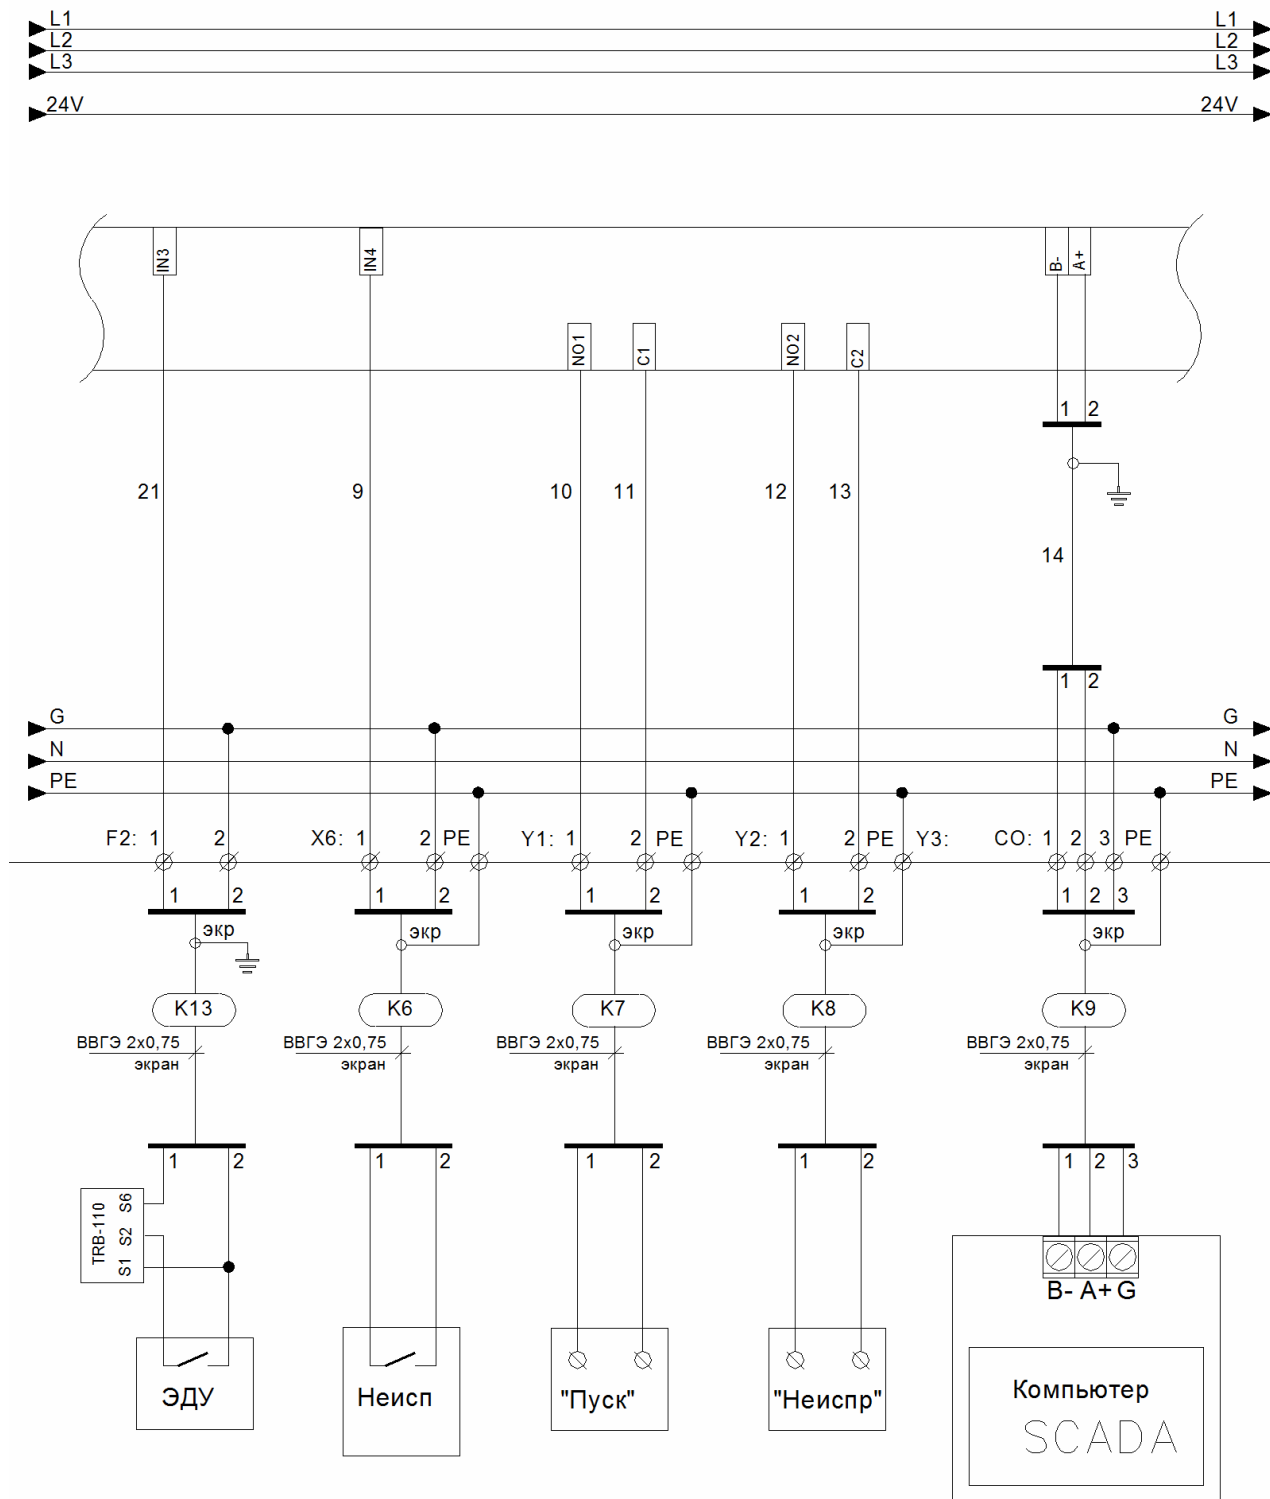 L1 L1
L2 L2
L3 L3
24V 24V
IN3 IN4 B- A+
NO1 C1 NO2 C2
1 2
21 9 10 11 12 13
14
1 2
G G
N N
PE PE
F2: 1 2 X6: 1 2 PE Y1: 1 2 PE Y2: 1 2 PE Y3: CO: 1 2 3 PE
1 2 1 2 1 2 1 2 1 2 3
экр экр экр экр экр
K13 K6 K7 K8 K9
ВВГЭ 2х0,75 ВВГЭ 2х0,75 ВВГЭ 2х0,75 ВВГЭ 2х0,75 ВВГЭ 2х0,75
экран экран экран экран экран
1 2 1 2 1 2 1 2 1 2 3
TRB-110
S1 S2 S6
B- A+ G
ЭДУ Неисп "Пуск" "Неиспр" Компьютер
SCADA